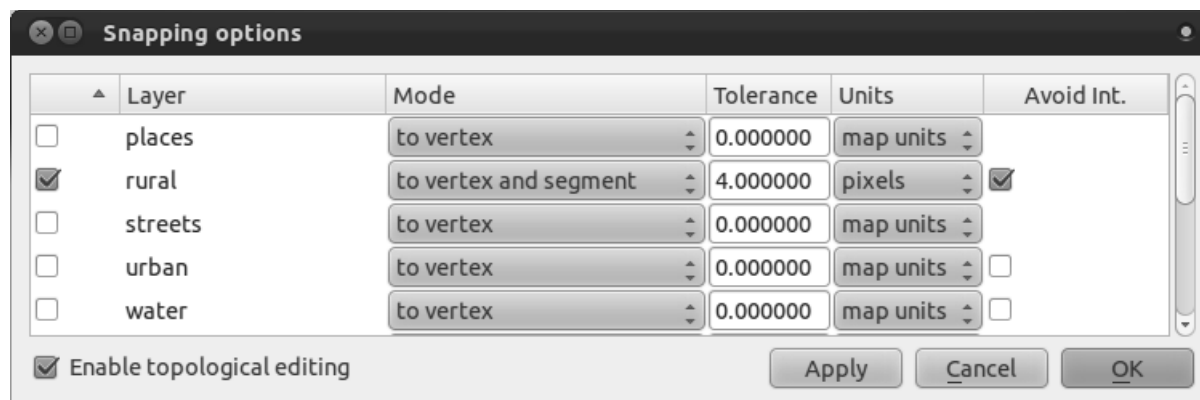 Snapping options
Layer Mode Tolerance Units Avoid Int.
places to vertex 0.000000 map units
rural to vertex and segment 4.000000 pixels
streets to vertex 0.000000 map units
urban to vertex 0.000000 map units
water to vertex 0.000000 map units
Enable topological editing Apply Cancel OK